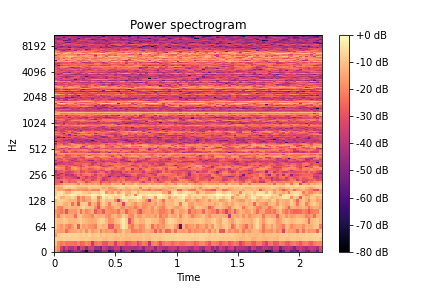 Power spectrogram
8192
4096
2048
1024
512
256
128
64
0
Hz
0
0.5
1
1.5
2
Time
+0 dB
-10 dB
-20 dB
-30 dB
-40 dB
-50 dB
-60 dB
-70 dB
-80 dB